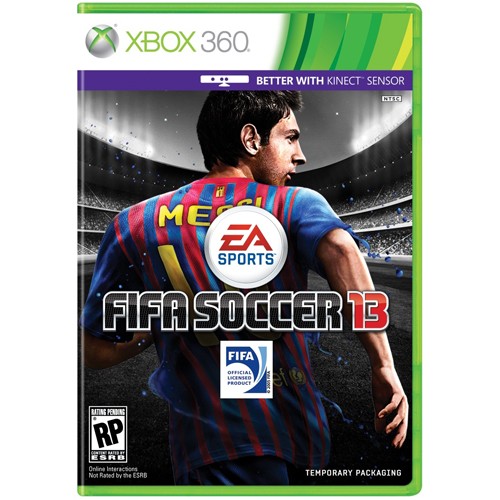 XBOX 360
BETTER WITH KINECT SENSOR
NTSC
MESSI
EA
SPORTS
FIFA SOCCER 13
FIFA
OFFICIAL
LICENSED
PRODUCT
RATING PENDING
RP
CONTENT RATED BY
ESRB
Online Interactions
Not Rated by the ESRB
TEMPORARY PACKAGING